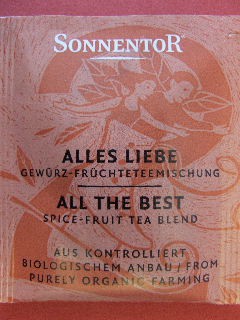 SONNENTOR®
ALLES LIEBE
GEWÜRZ-FRÜCHTETEEMISCHUNG
ALL THE BEST
SPICE-FRUIT TEA BLEND
AUS KONTROLLIERT
BIOLOGISCHEM ANBAU / FROM
PURELY ORGANIC FARMING